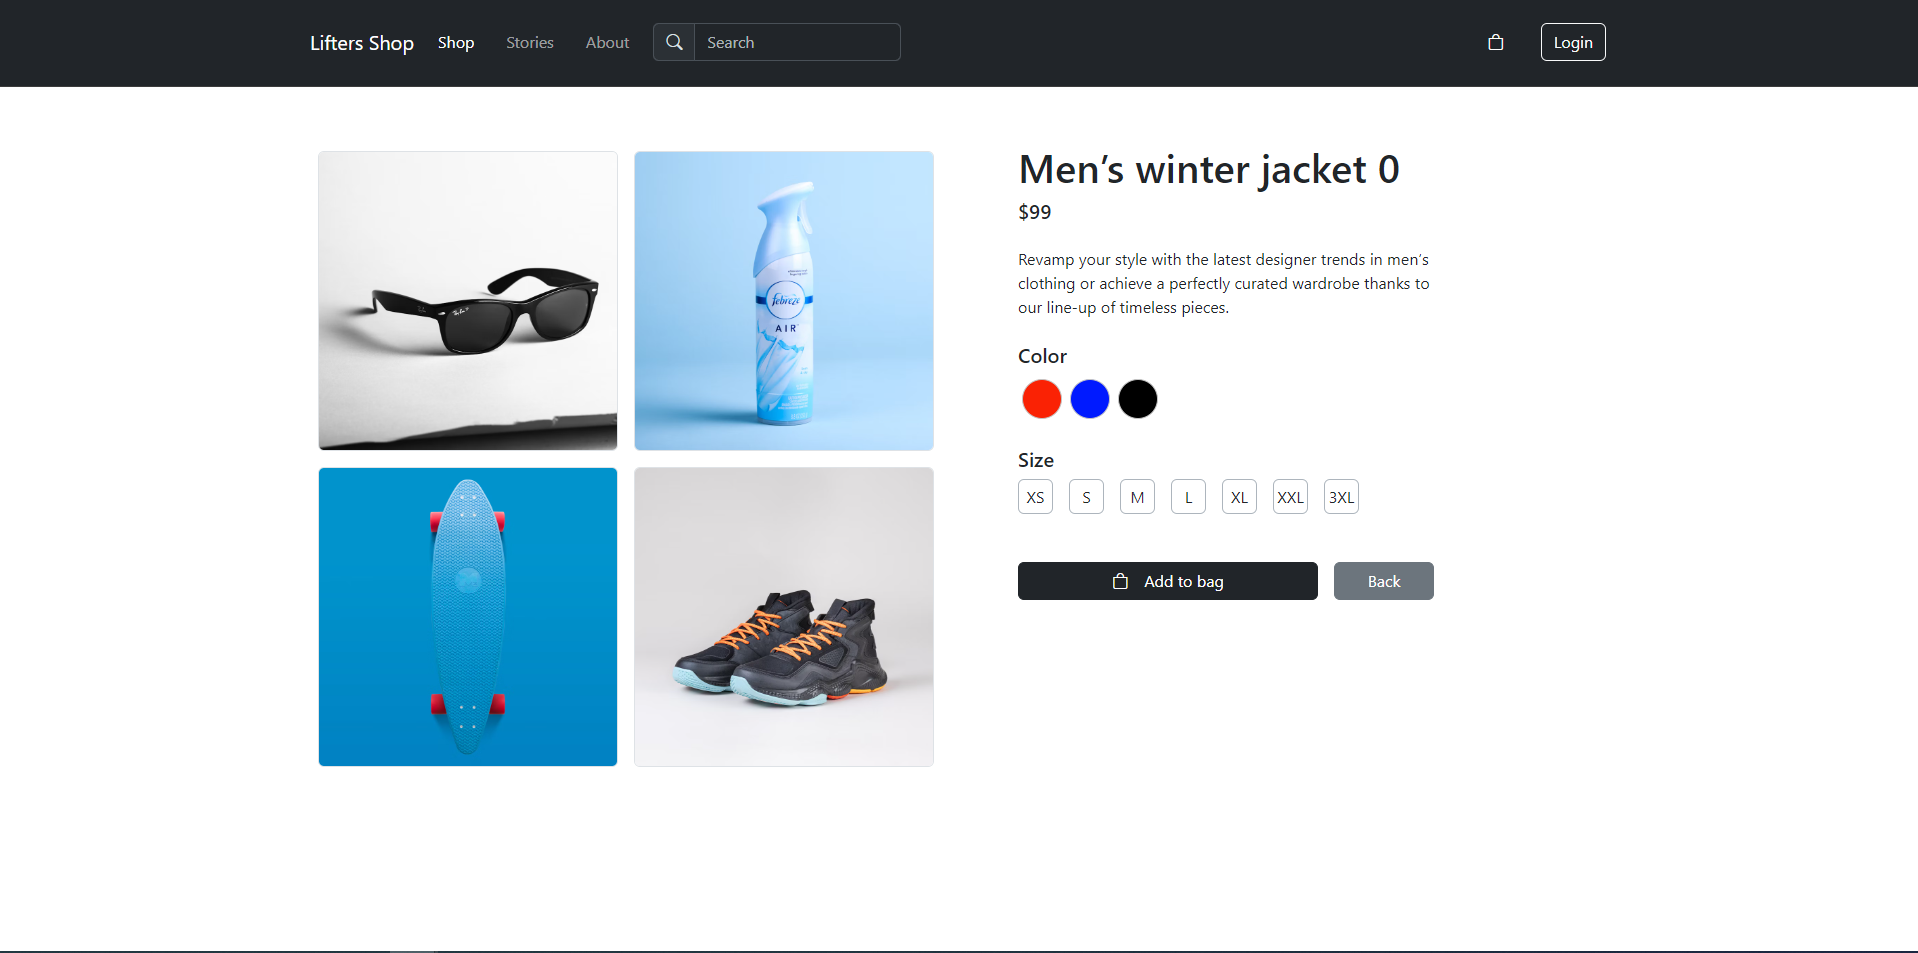 Lifters Shop Shop Stories About Search Login
Men’s winter jacket 0
$99
Revamp your style with the latest designer trends in men’s
clothing or achieve a perfectly curated wardrobe thanks to
our line-up of timeless pieces.
Color
Size
XS S M L XL XXL 3XL
Add to bag Back
Ray-Ban P
febreze
AIR